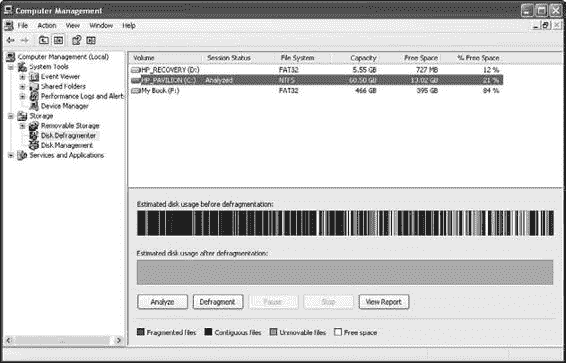 Computer Management
File Action View Window Help
Computer Management (Local)
System Tools
Event Viewer
Shared Folders
Performance Logs and Alerts
Device Manager
Storage
Removable Storage
Disk Defragmenter
Disk Management
Services and Applications
Volume Session Status File System Capacity Free Space % Free Space
HP_RECOVERY (D:) FAT32 5.55 GB 727 MB 12 %
HP_PAVILION (C:) Analyzed NTFS 60.50 GB 13.02 GB 21 %
My Book (F:) FAT32 466 GB 395 GB 84 %
Estimated disk usage before defragmentation:
Estimated disk usage after defragmentation:
Analyze Defragment Pause Stop View Report
Fragmented files Contiguous files Unmovable files Free space